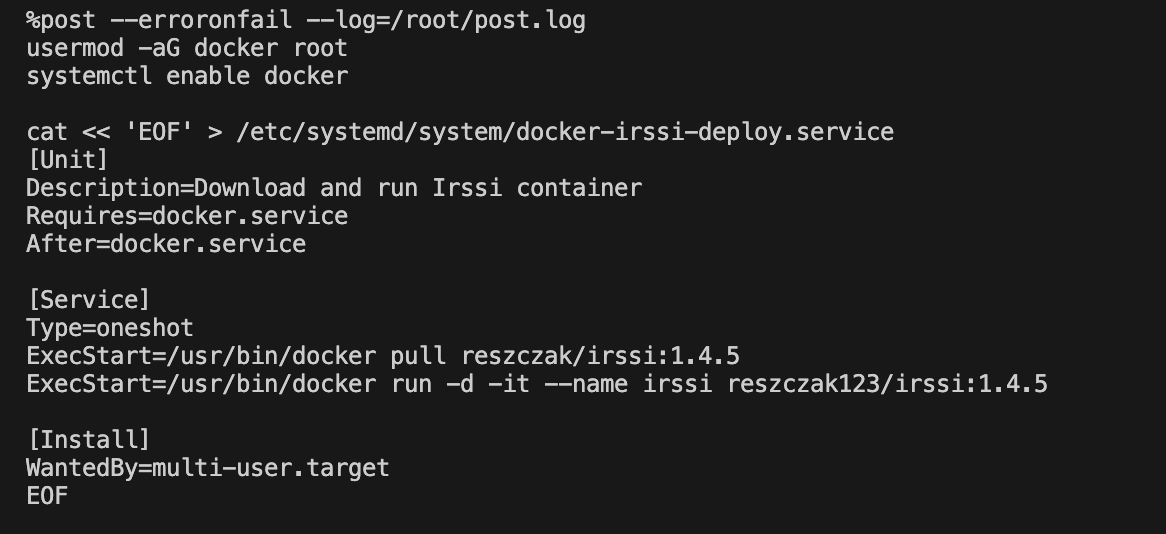 %post --erroronfail --log=/root/post.log
usermod -aG docker root
systemctl enable docker

cat << 'EOF' > /etc/systemd/system/docker-irssi-deploy.service
[Unit]
Description=Download and run Irssi container
Requires=docker.service
After=docker.service

[Service]
Type=oneshot
ExecStart=/usr/bin/docker pull reszczak/irssi:1.4.5
ExecStart=/usr/bin/docker run -d -it --name irssi reszczak123/irssi:1.4.5

[Install]
WantedBy=multi-user.target
EOF